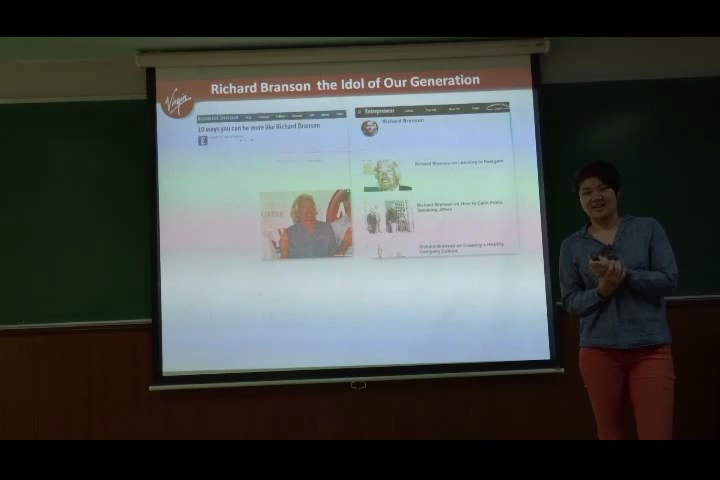 Richard Branson the Idol of Our Generation
Virgin
BUSINESS INSIDER
10 ways you can be more like Richard Branson
Entrepreneur
Richard Branson
Richard Branson on Learning to Delegate
Richard Branson on How to Calm Public
Speaking Jitters
Richard Branson on Creating a Healthy
Company Culture